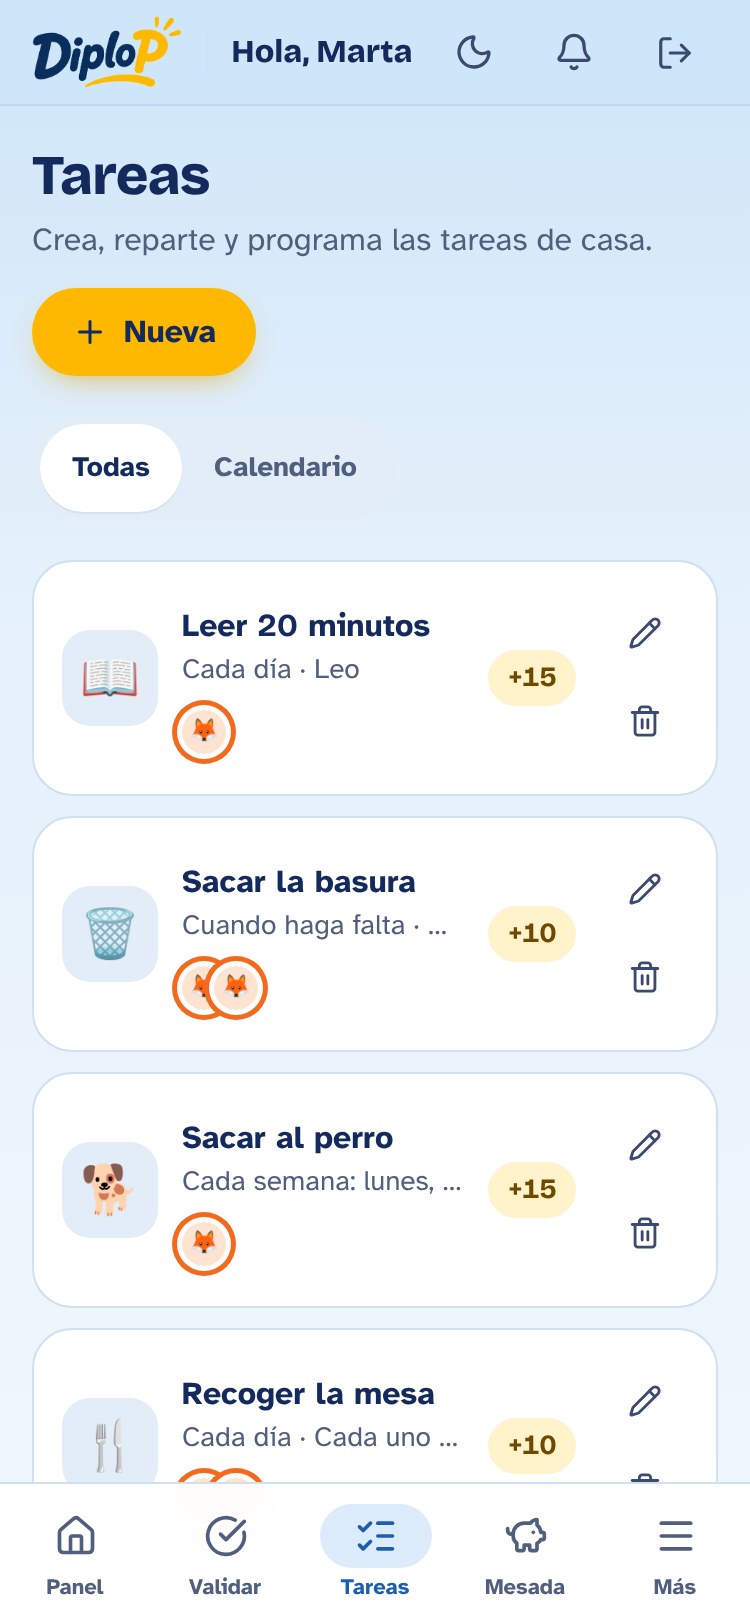 DiploP
Hola, Marta
Tareas
Crea, reparte y programa las tareas de casa.
+ Nueva
Todas
Calendario
Leer 20 minutos
Cada día · Leo
+15
Sacar la basura
Cuando haga falta · ...
+10
Sacar al perro
Cada semana: lunes, ...
+15
Recoger la mesa
Cada día · Cada uno ...
+10
Panel
Validar
Tareas
Mesada
Más